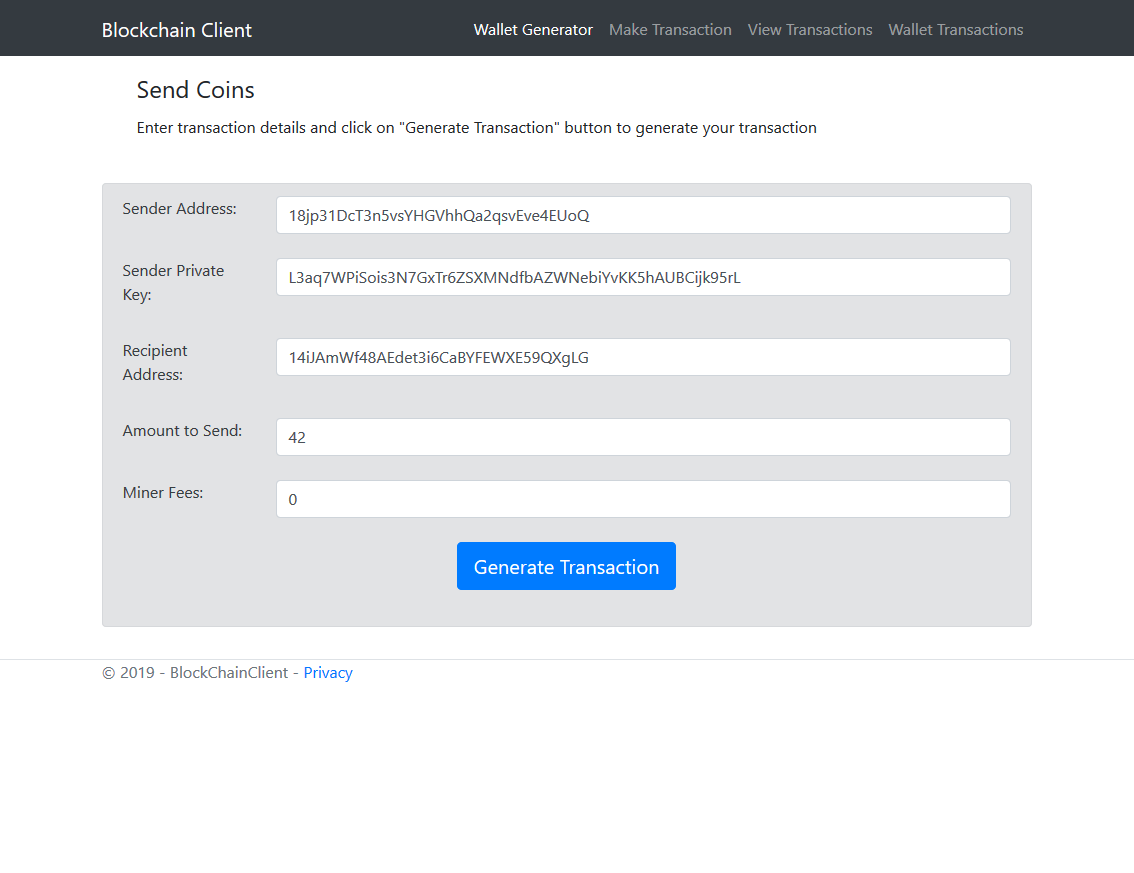 Blockchain Client
Wallet Generator Make Transaction View Transactions Wallet Transactions
Send Coins
Enter transaction details and click on "Generate Transaction" button to generate your transaction
Sender Address:
18jp31DcT3n5vsYHGVhhQa2qsvEve4EUoQ
Sender Private
Key:
L3aq7WPiSois3N7GxTr6ZSXMNdfbAZWNebiYvKK5hAUBCijk95rL
Recipient
Address:
14iJAmWf48AEdet3i6CaBYFEWXE59QXgLG
Amount to Send:
42
Miner Fees:
0
Generate Transaction
© 2019 - BlockChainClient - Privacy